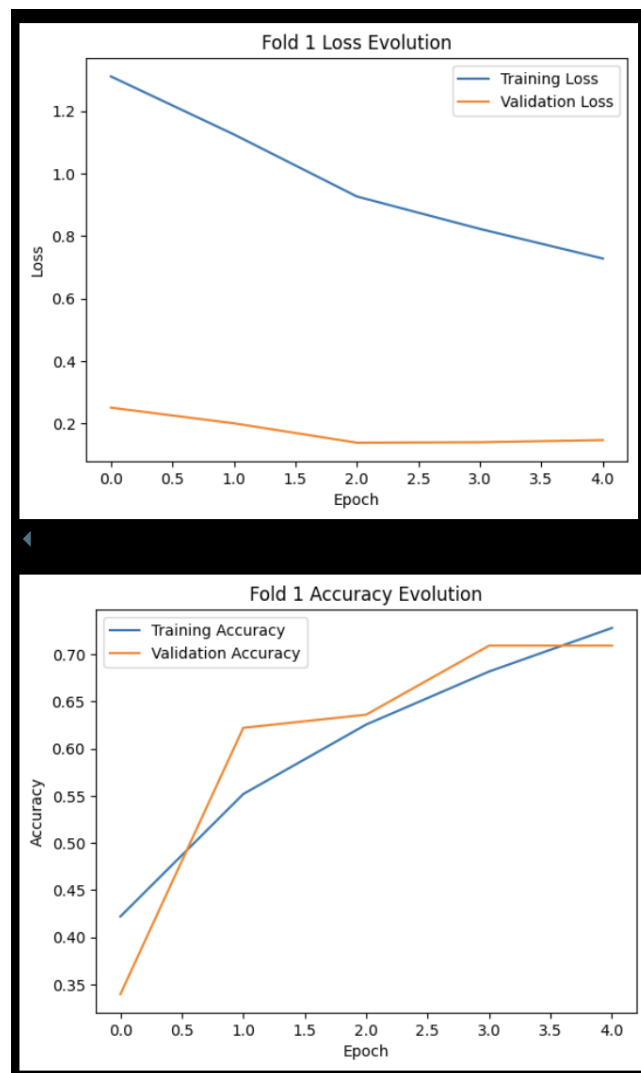 Fold 1 Loss Evolution
Training Loss
Validation Loss
1.2
1.0
0.8
0.6
0.4
0.2
Loss
0.0 0.5 1.0 1.5 2.0 2.5 3.0 3.5 4.0
Epoch
Fold 1 Accuracy Evolution
Training Accuracy
Validation Accuracy
0.70
0.65
0.60
0.55
0.50
0.45
0.40
0.35
Accuracy
0.0 0.5 1.0 1.5 2.0 2.5 3.0 3.5 4.0
Epoch